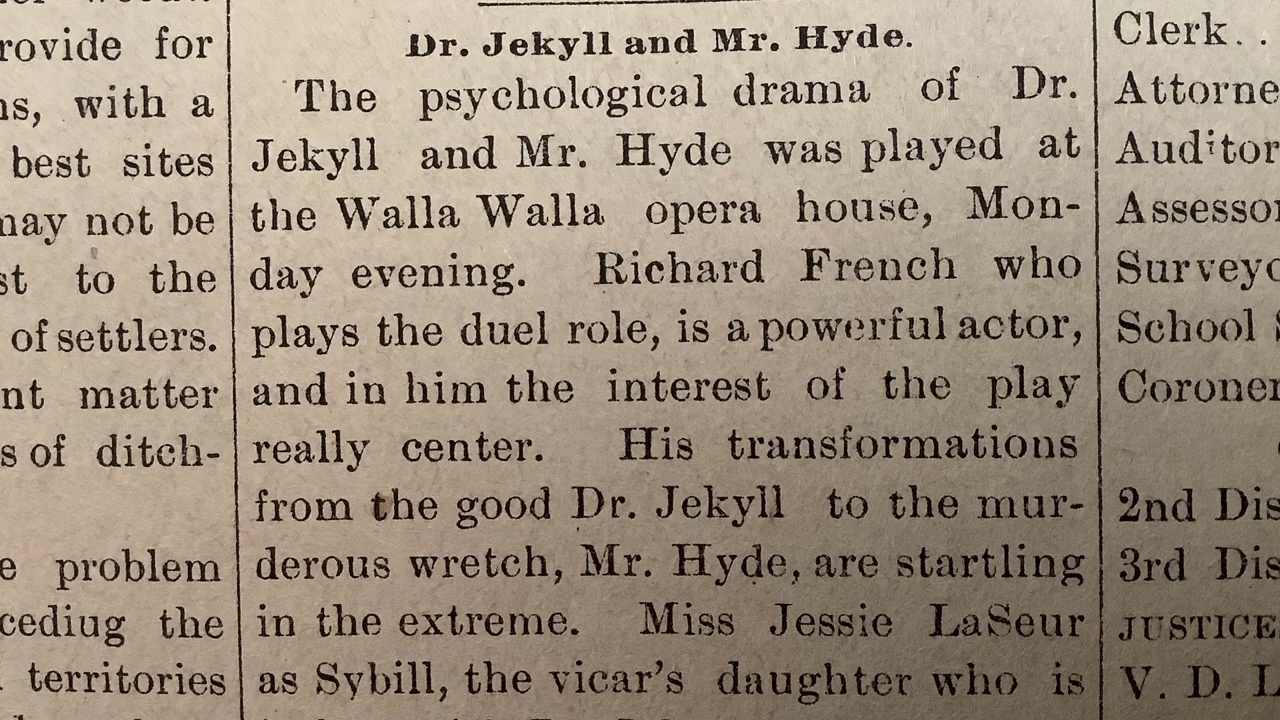 rovide for
ns, with a
best sites
may not be
st to the
of settlers.
nt matter
s of ditch-
e problem
cediug the
territories
Dr. Jekyll and Mr. Hyde.
The psychological drama of Dr.
Jekyll and Mr. Hyde was played at
the Walla Walla opera house, Mon-
day evening. Richard French who
plays the duel role, is a powerful actor,
and in him the interest of the play
really center. His transformations
from the good Dr. Jekyll to the mur-
derous wretch, Mr. Hyde, are startling
in the extreme. Miss Jessie LaSeur
as Sybill, the vicar's daughter who is
Clerk..
Attorne
Auditor
Assessor
Surveyo
School
Coroner
2nd Dis
3rd Dis
JUSTICE
V. D. L